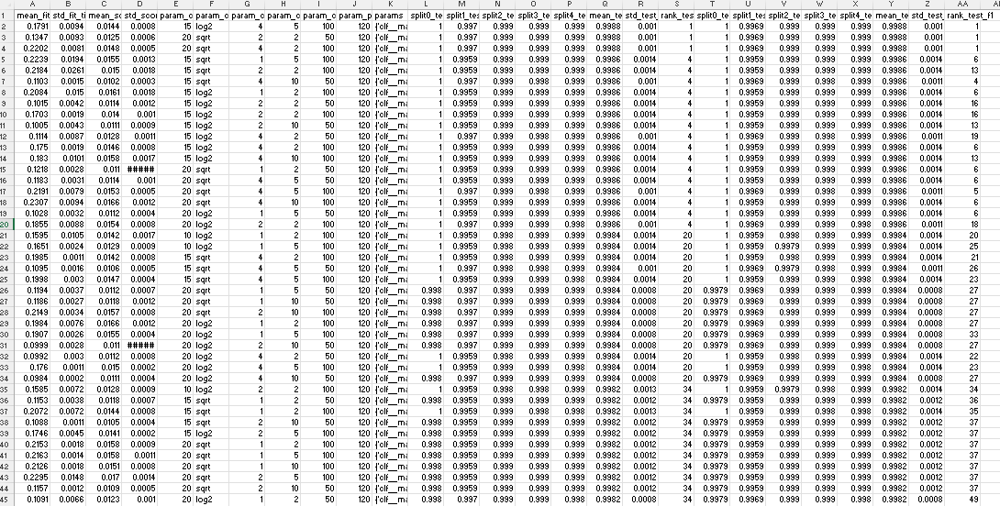 A B C D E F G H I J K L M N O P Q R S T U V W X Y Z AA
1 mean_fit std_fit_ti mean_sc std_scoi param_c param_c param_c param_c param_c param_p params split0_te split1_tes split2_te split3_te split4_te mean_te std_test rank_test split0_te split1_tes split2_te split3_te split4_te mean_te std_test_ rank_test_f1
2 0.1791 0.0094 0.0144 0.0008 15 log2 4 5 100 120 {'clf__ma 1 0.997 0.999 0.999 0.999 0.9988 0.001 1 1 0.9969 0.999 0.999 0.999 0.9988 0.001 1
3 0.1347 0.0093 0.0125 0.0006 20 sqrt 2 2 50 120 {'clf__ma 1 0.997 0.999 0.999 0.999 0.9988 0.001 1 1 0.9969 0.999 0.999 0.999 0.9988 0.001 1
4 0.2202 0.0081 0.0148 0.0002 20 sqrt 2 2 100 120 {'clf__ma 1 0.997 0.999 0.999 0.999 0.9988 0.001 1 1 0.9969 0.999 0.999 0.999 0.9988 0.001 1
5 0.2239 0.0194 0.0155 0.0013 15 sqrt 1 5 100 120 {'clf__ma 1 0.9959 0.999 0.999 0.999 0.9986 0.0014 4 1 0.9959 0.999 0.999 0.999 0.9986 0.0014 6
6 0.2184 0.0261 0.015 0.0018 15 sqrt 2 2 100 120 {'clf__ma 1 0.9959 0.999 0.999 0.999 0.9986 0.0014 4 1 0.9959 0.999 0.999 0.999 0.9986 0.0014 13
7 0.1103 0.0015 0.0102 0.0003 15 sqrt 4 10 50 120 {'clf__ma 1 0.997 0.999 0.998 0.999 0.9986 0.001 4 1 0.9969 0.999 0.998 0.999 0.9986 0.0011 4
8 0.2084 0.015 0.0161 0.0018 15 log2 1 2 100 120 {'clf__ma 1 0.9959 0.999 0.999 0.999 0.9986 0.0014 4 1 0.9959 0.999 0.999 0.999 0.9986 0.0014 6
9 0.1015 0.0042 0.0114 0.0012 15 log2 2 2 50 120 {'clf__ma 1 0.9959 0.999 0.999 0.999 0.9986 0.0014 4 1 0.9959 0.999 0.999 0.999 0.9986 0.0014 16
10 0.1703 0.0019 0.014 0.001 15 log2 2 2 100 120 {'clf__ma 1 0.9959 0.999 0.999 0.999 0.9986 0.0014 4 1 0.9959 0.999 0.999 0.999 0.9986 0.0014 16
11 0.1005 0.0043 0.0111 0.0009 15 log2 2 10 50 120 {'clf__ma 1 0.9959 0.999 0.999 0.999 0.9986 0.0014 4 1 0.9959 0.999 0.999 0.999 0.9986 0.0014 13
12 0.1114 0.0087 0.0128 0.0011 15 log2 4 2 50 120 {'clf__ma 1 0.997 0.999 0.998 0.999 0.9986 0.001 4 1 0.9969 0.999 0.998 0.999 0.9986 0.0011 19
13 0.175 0.0019 0.0146 0.0008 15 log2 4 2 100 120 {'clf__ma 1 0.9959 0.999 0.999 0.999 0.9986 0.0014 4 1 0.9959 0.999 0.999 0.999 0.9986 0.0014 6
14 0.183 0.0101 0.0158 0.0017 15 log2 4 10 100 120 {'clf__ma 1 0.9959 0.999 0.999 0.999 0.9986 0.0014 4 1 0.9959 0.999 0.999 0.999 0.9986 0.0014 13
15 0.1218 0.0028 0.011 ##### 20 sqrt 1 2 50 120 {'clf__ma 1 0.9959 0.999 0.999 0.999 0.9986 0.0014 4 1 0.9959 0.999 0.999 0.999 0.9986 0.0014 6
16 0.1183 0.0031 0.0114 0.001 20 sqrt 4 5 50 120 {'clf__ma 1 0.9959 0.999 0.999 0.999 0.9986 0.0014 4 1 0.9959 0.999 0.999 0.999 0.9986 0.0014 6
17 0.2191 0.0079 0.0153 0.0005 20 sqrt 4 5 100 120 {'clf__ma 1 0.997 0.999 0.998 0.999 0.9986 0.001 4 1 0.9969 0.999 0.998 0.999 0.9986 0.0011 5
18 0.2307 0.0094 0.0166 0.0012 20 sqrt 4 10 100 120 {'clf__ma 1 0.9959 0.999 0.999 0.999 0.9986 0.0014 4 1 0.9959 0.999 0.999 0.999 0.9986 0.0014 6
19 0.1028 0.0032 0.0112 0.0004 20 log2 1 5 50 120 {'clf__ma 1 0.9959 0.999 0.999 0.999 0.9986 0.0014 4 1 0.9959 0.999 0.999 0.999 0.9986 0.0014 6
20 0.1855 0.0088 0.0154 0.0008 20 log2 2 2 100 120 {'clf__ma 1 0.997 0.999 0.999 0.998 0.9986 0.001 4 1 0.9969 0.999 0.999 0.998 0.9986 0.0011 18
21 0.1595 0.0105 0.0142 0.0017 10 log2 1 2 100 120 {'clf__ma 1 0.9959 0.999 0.999 0.998 0.9984 0.0014 20 1 0.9959 0.999 0.999 0.998 0.9984 0.0014 20
22 0.1651 0.0024 0.0129 0.0009 10 log2 1 5 100 120 {'clf__ma 1 0.9959 0.998 0.999 0.999 0.9984 0.0014 20 1 0.9959 0.9979 0.999 0.999 0.9984 0.0014 25
23 0.1985 0.0011 0.0142 0.0008 15 sqrt 4 2 100 120 {'clf__ma 1 0.9959 0.999 0.998 0.999 0.9984 0.0014 20 1 0.9959 0.999 0.998 0.999 0.9984 0.0014 21
24 0.1095 0.0016 0.0106 0.0005 15 sqrt 4 5 50 120 {'clf__ma 1 0.997 0.998 0.998 0.999 0.9984 0.001 20 1 0.9969 0.9979 0.998 0.999 0.9984 0.0011 26
25 0.1998 0.003 0.0147 0.0004 15 sqrt 4 5 100 120 {'clf__ma 1 0.9959 0.999 0.998 0.999 0.9984 0.0014 20 1 0.9959 0.999 0.998 0.999 0.9984 0.0014 23
26 0.1194 0.0037 0.0112 0.0007 15 sqrt 1 5 50 120 {'clf__ma 0.998 0.997 0.999 0.999 0.999 0.9984 0.0008 20 0.9979 0.9969 0.999 0.999 0.999 0.9984 0.0008 27
27 0.1186 0.0027 0.0118 0.0012 15 sqrt 1 10 50 120 {'clf__ma 0.998 0.997 0.999 0.999 0.999 0.9984 0.0008 20 0.9979 0.9969 0.999 0.999 0.999 0.9984 0.0008 27
28 0.2149 0.0034 0.0157 0.0008 20 sqrt 2 10 100 120 {'clf__ma 0.998 0.997 0.999 0.999 0.999 0.9984 0.0008 20 0.9979 0.9969 0.999 0.999 0.999 0.9984 0.0008 27
29 0.1984 0.0076 0.0166 0.0012 20 log2 1 2 100 120 {'clf__ma 0.998 0.997 0.999 0.999 0.999 0.9984 0.0008 20 0.9979 0.9969 0.999 0.999 0.999 0.9984 0.0008 27
30 0.1907 0.0026 0.0155 0.0004 20 log2 1 5 100 120 {'clf__ma 0.998 0.997 0.999 0.999 0.999 0.9984 0.0008 20 0.9979 0.9969 0.999 0.999 0.999 0.9984 0.0008 33
31 0.0999 0.0028 0.011 ##### 20 log2 2 10 50 120 {'clf__ma 0.998 0.997 0.999 0.999 0.999 0.9984 0.0008 20 0.9979 0.9969 0.999 0.999 0.999 0.9984 0.0008 27
32 0.0992 0.003 0.0112 0.0008 20 log2 4 2 50 120 {'clf__ma 1 0.9959 0.998 0.999 0.999 0.9984 0.0014 20 1 0.9959 0.998 0.999 0.999 0.9984 0.0014 22
33 0.176 0.0011 0.015 0.0002 20 log2 4 5 100 120 {'clf__ma 1 0.9959 0.999 0.999 0.998 0.9984 0.0014 20 1 0.9959 0.999 0.999 0.998 0.9984 0.0014 23
34 0.0984 0.0002 0.0111 0.0004 20 log2 4 10 50 120 {'clf__ma 0.998 0.997 0.999 0.999 0.999 0.9984 0.0008 20 0.9979 0.9969 0.999 0.999 0.999 0.9984 0.0008 27
35 0.1585 0.0072 0.0128 0.0009 10 log2 2 5 100 120 {'clf__ma 1 0.9959 0.998 0.999 0.998 0.9982 0.0013 34 1 0.9959 0.9979 0.999 0.998 0.9982 0.0014 34
36 0.1153 0.0038 0.0118 0.0007 15 sqrt 1 2 50 120 {'clf__ma 0.998 0.9959 0.999 0.999 0.999 0.9982 0.0012 34 0.9979 0.9959 0.999 0.999 0.999 0.9982 0.0012 36
37 0.2072 0.0072 0.0144 0.0008 15 sqrt 1 2 100 120 {'clf__ma 1 0.9959 0.999 0.998 0.998 0.9982 0.0013 34 1 0.9959 0.999 0.998 0.998 0.9982 0.0014 35
38 0.1088 0.0011 0.0105 0.0004 15 sqrt 2 10 50 120 {'clf__ma 0.998 0.9959 0.999 0.999 0.999 0.9982 0.0012 34 0.9979 0.9959 0.999 0.999 0.999 0.9982 0.0012 37
39 0.1746 0.0045 0.0141 0.0002 15 log2 2 5 100 120 {'clf__ma 0.998 0.9959 0.999 0.999 0.999 0.9982 0.0012 34 0.9979 0.9959 0.999 0.999 0.999 0.9982 0.0012 37
40 0.2153 0.0018 0.0158 0.0009 20 sqrt 1 2 100 120 {'clf__ma 0.998 0.9959 0.999 0.999 0.999 0.9982 0.0012 34 0.9979 0.9959 0.999 0.999 0.999 0.9982 0.0012 37
41 0.2163 0.0014 0.0158 0.0011 20 sqrt 1 5 100 120 {'clf__ma 0.998 0.9959 0.999 0.999 0.999 0.9982 0.0012 34 0.9979 0.9959 0.999 0.999 0.999 0.9982 0.0012 37
42 0.2126 0.0018 0.0151 0.0008 20 sqrt 1 10 100 120 {'clf__ma 0.998 0.9959 0.999 0.999 0.999 0.9982 0.0012 34 0.9979 0.9959 0.999 0.999 0.999 0.9982 0.0012 37
43 0.2295 0.0148 0.017 0.0014 20 sqrt 2 5 100 120 {'clf__ma 0.998 0.9959 0.999 0.999 0.999 0.9982 0.0012 34 0.9979 0.9959 0.999 0.999 0.999 0.9982 0.0012 37
44 0.1157 0.0012 0.0109 0.0005 20 sqrt 2 10 50 120 {'clf__ma 0.998 0.9959 0.999 0.999 0.999 0.9982 0.0012 34 0.9979 0.9959 0.999 0.999 0.999 0.9982 0.0012 37
45 0.1091 0.0066 0.0123 0.001 20 log2 1 2 50 120 {'clf__ma 0.998 0.997 0.999 0.999 0.998 0.9982 0.0008 34 0.9979 0.9969 0.999 0.999 0.998 0.9982 0.0008 49